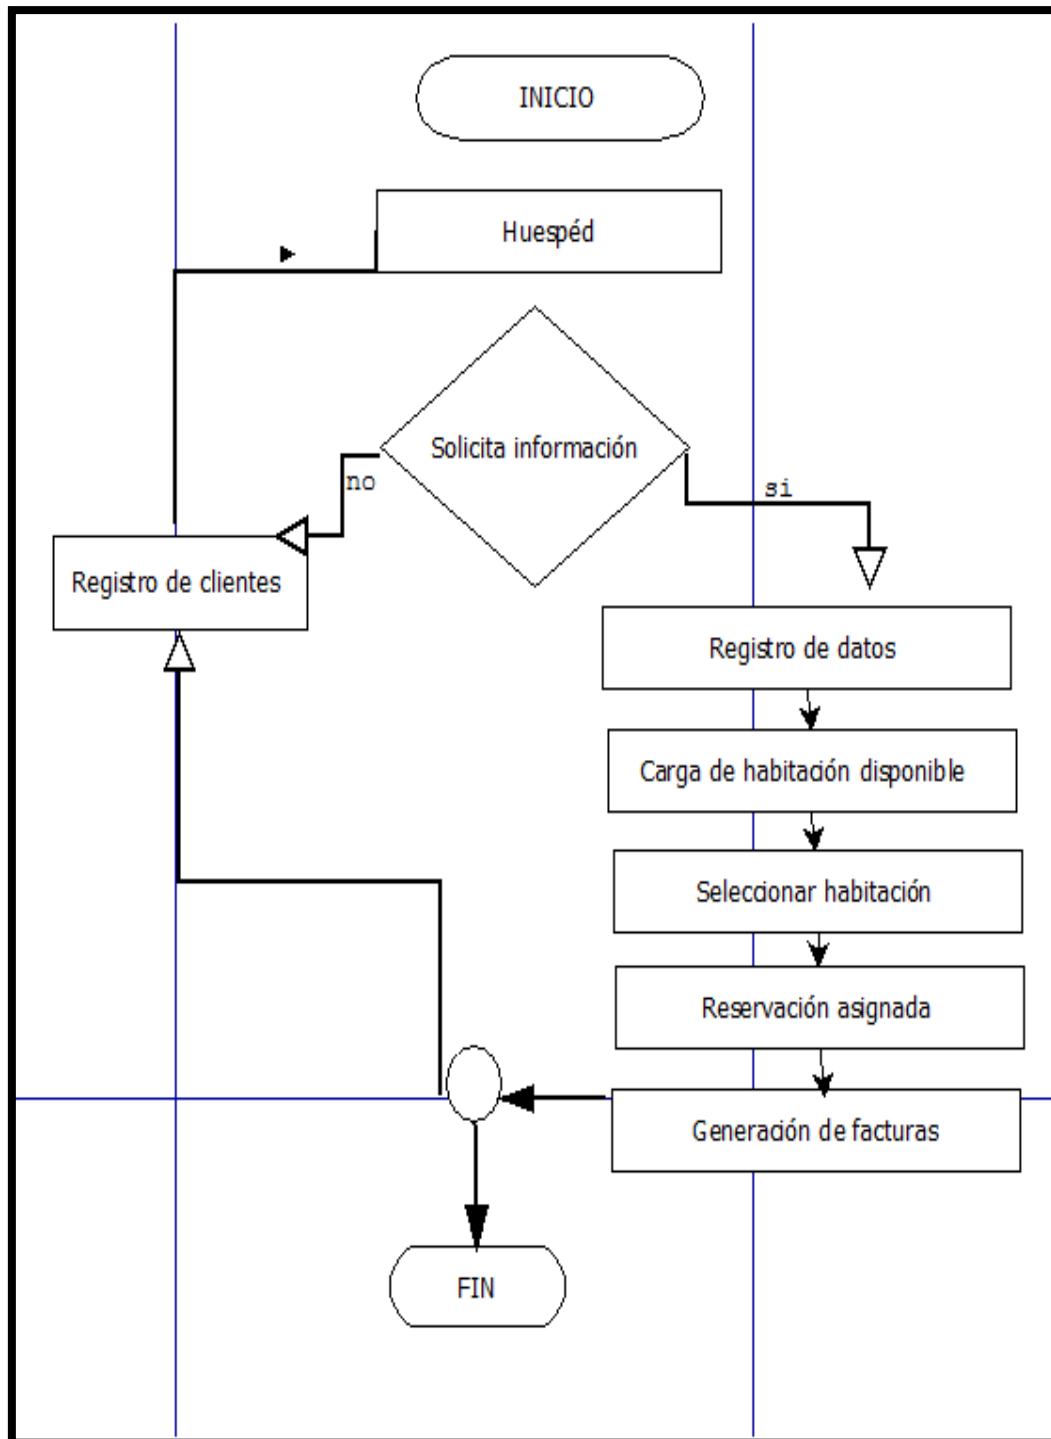 INICIO
Huespéd
Solicita información
no
si
Registro de clientes
Registro de datos
Carga de habitación disponible
Seleccionar habitación
Reservación asignada
Generación de facturas
FIN